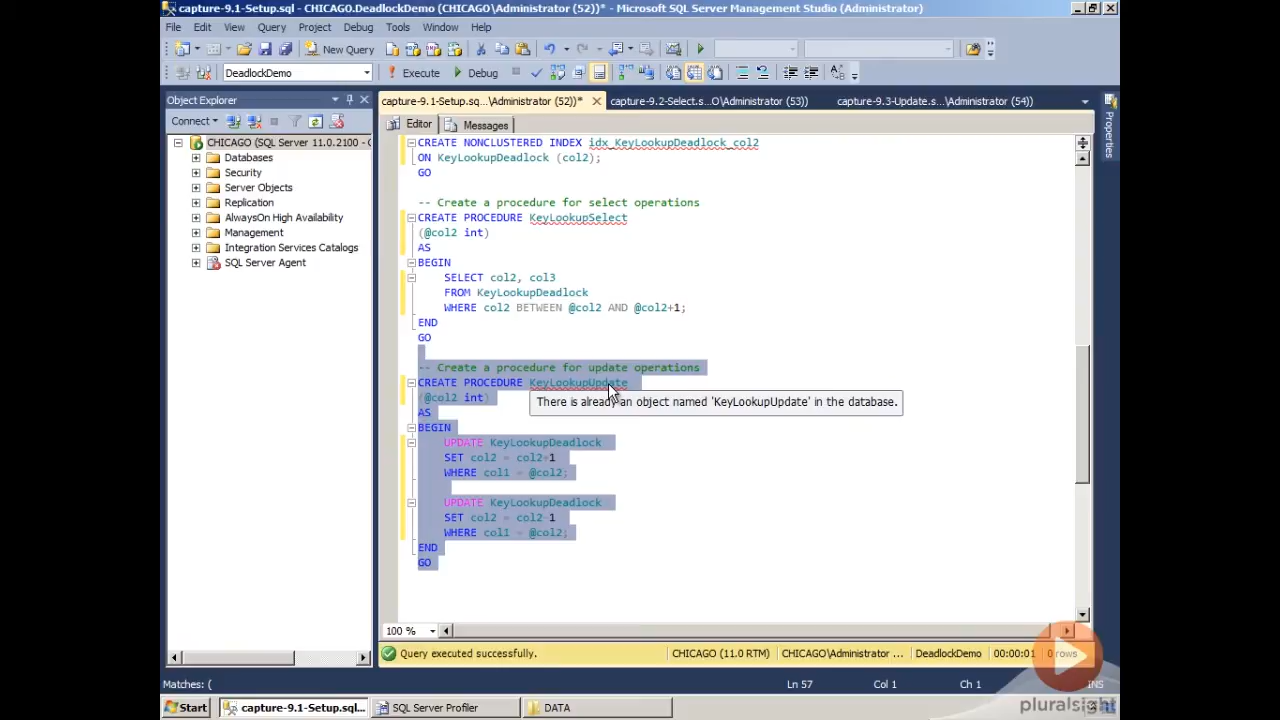 capture-9.1-Setup.sql - CHICAGO.DeadlockDemo (CHICAGO\Administrator (52))* - Microsoft SQL Server Management Studio (Administrator)
File Edit View Query Project Debug Tools Window Help
New Query
DeadlockDemo Execute Debug
Object Explorer
capture-9.1-Setup.sq...\Administrator (52))* capture-9.2-Select.s...O\Administrator (53)) capture-9.3-Update.s...\Administrator (54))
Connect
Editor Messages
Properties
CHICAGO (SQL Server 11.0.2100 - C
Databases
Security
Server Objects
Replication
AlwaysOn High Availability
Management
Integration Services Catalogs
SQL Server Agent
CREATE NONCLUSTERED INDEX idx_KeyLookupDeadlock_col2
ON KeyLookupDeadlock (col2);
GO
-- Create a procedure for select operations
CREATE PROCEDURE KeyLookupSelect
(@col2 int)
AS
BEGIN
SELECT col2, col3
FROM KeyLookupDeadlock
WHERE col2 BETWEEN @col2 AND @col2+1;
END
GO
-- Create a procedure for update operations
CREATE PROCEDURE KeyLookupUpdate
(@col2 int)
There is already an object named 'KeyLookupUpdate' in the database.
AS
BEGIN
UPDATE KeyLookupDeadlock
SET col2 = col2+1
WHERE col1 = @col2;
UPDATE KeyLookupDeadlock
SET col2 = col2-1
WHERE col1 = @col2;
END
GO
100 %
Query executed successfully. CHICAGO (11.0 RTM) CHICAGO\Administrator ... DeadlockDemo 00:00:01 0 rows
Matches: ( Ln 57 Col 1 Ch 1 INS
Start capture-9.1-Setup.sql... SQL Server Profiler DATA
pluralsight